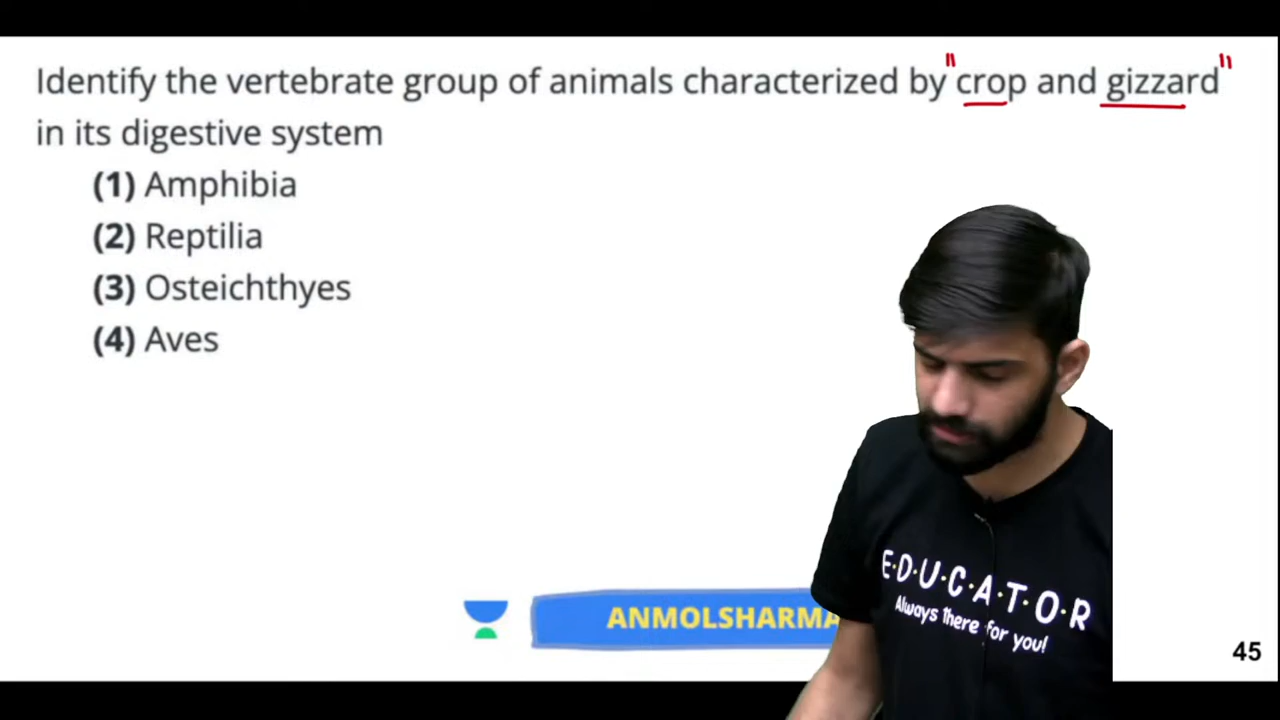 Identify the vertebrate group of animals characterized by "crop and gizzard"
in its digestive system
(1) Amphibia
(2) Reptilia
(3) Osteichthyes
(4) Aves
E·D·U·C·A·T·O·R
Always there for you!
ANMOLSHARMA
45